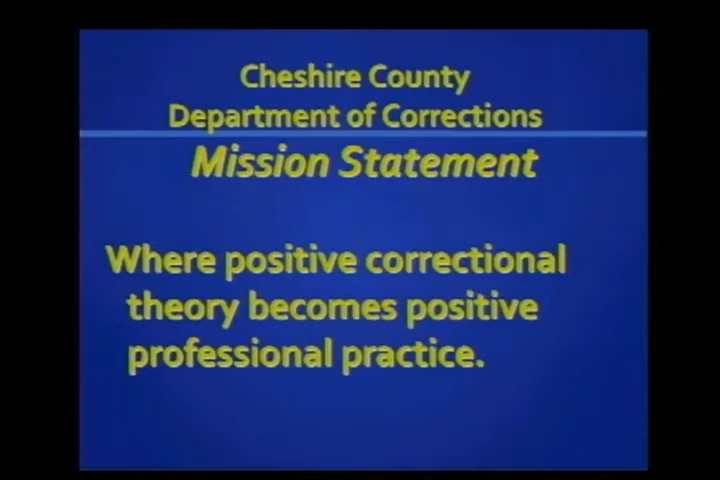 Cheshire County
Department of Corrections
Mission Statement
Where positive correctional
theory becomes positive
professional practice.